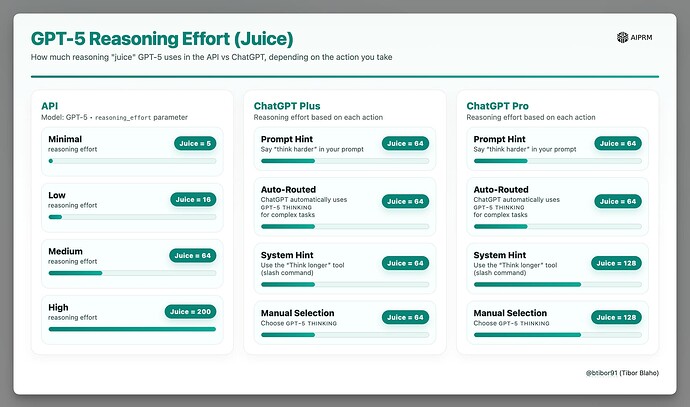 GPT-5 Reasoning Effort (Juice)
How much reasoning "juice" GPT-5 uses in the API vs ChatGPT, depending on the action you take
AIPRM
API
Model: GPT-5 • reasoning_effort parameter
Minimal
reasoning effort
Juice = 5
Low
reasoning effort
Juice = 16
Medium
reasoning effort
Juice = 64
High
reasoning effort
Juice = 200
ChatGPT Plus
Reasoning effort based on each action
Prompt Hint
Say "think harder" in your prompt
Juice = 64
Auto-Routed
ChatGPT automatically uses
GPT-5 THINKING
for complex tasks
Juice = 64
System Hint
Use the "Think longer" tool
(slash command)
Juice = 64
Manual Selection
Choose GPT-5 THINKING
Juice = 64
ChatGPT Pro
Reasoning effort based on each action
Prompt Hint
Say "think harder" in your prompt
Juice = 64
Auto-Routed
ChatGPT automatically uses
GPT-5 THINKING
for complex tasks
Juice = 64
System Hint
Use the "Think longer" tool
(slash command)
Juice = 128
Manual Selection
Choose GPT-5 THINKING
Juice = 128
@btibor91 (Tibor Blaho)